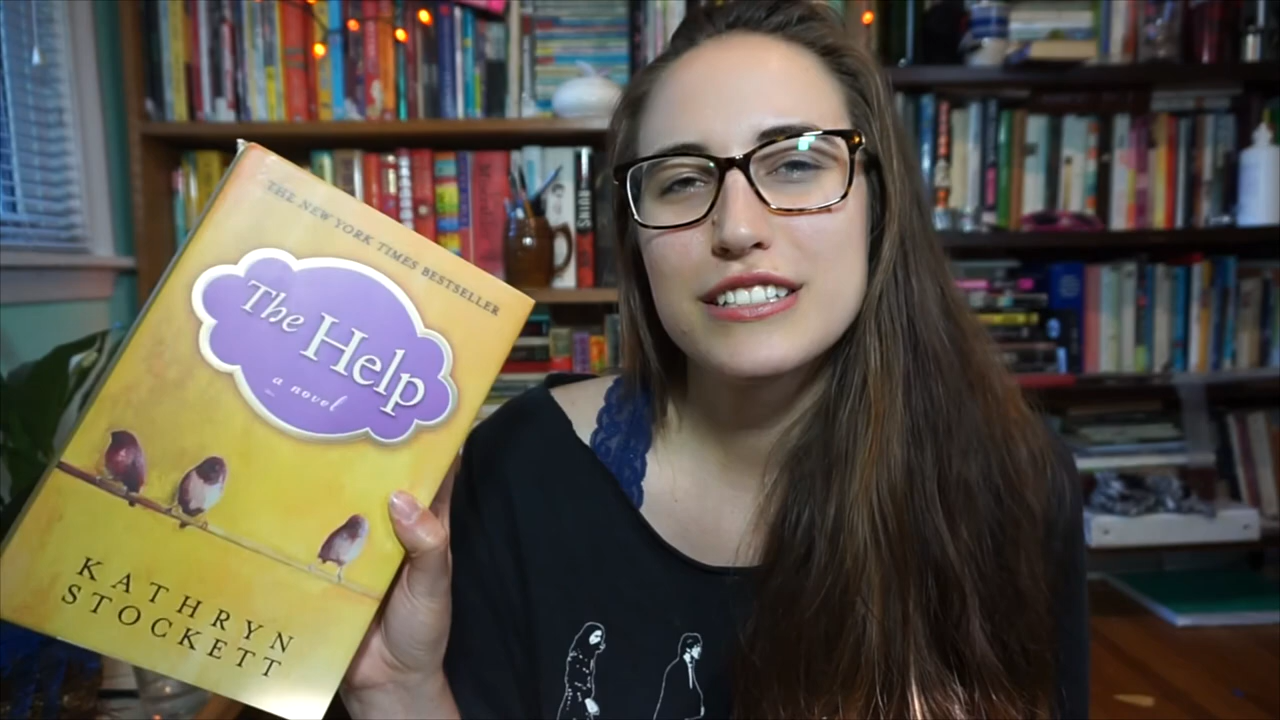 THE NEW YORK TIMES BESTSELLER
The Help
a novel
KATHRYN
STOCKETT